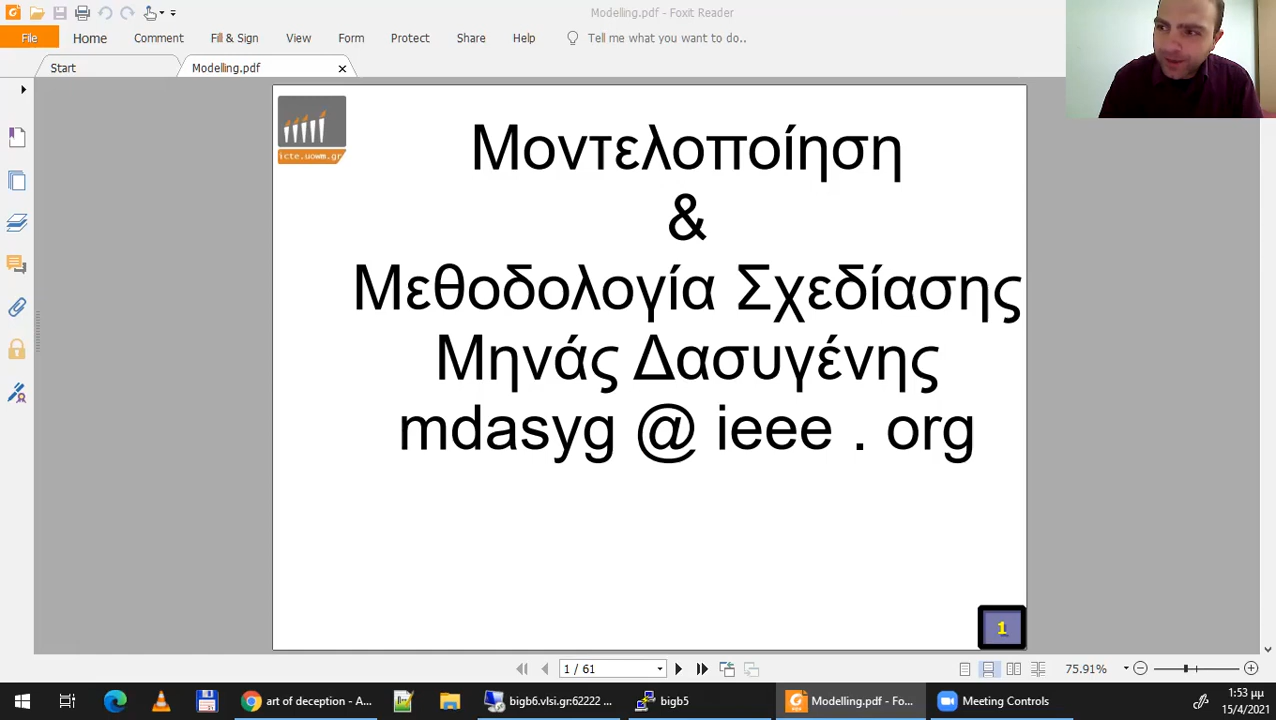 Modelling.pdf - Foxit Reader
File Home Comment Fill & Sign View Form Protect Share Help Tell me what you want to do..
Start Modelling.pdf
icte.uowm.gr
Μοντελοποίηση
&
Μεθοδολογία Σχεδίασης
Μηνάς Δασυγένης
mdasyg @ ieee . org
1
1 / 61 75.91%
art of deception - A... bigb6.vlsi.gr:62222 ... bigb5 Modelling.pdf - Fo... Meeting Controls 1:53 μμ
15/4/2021